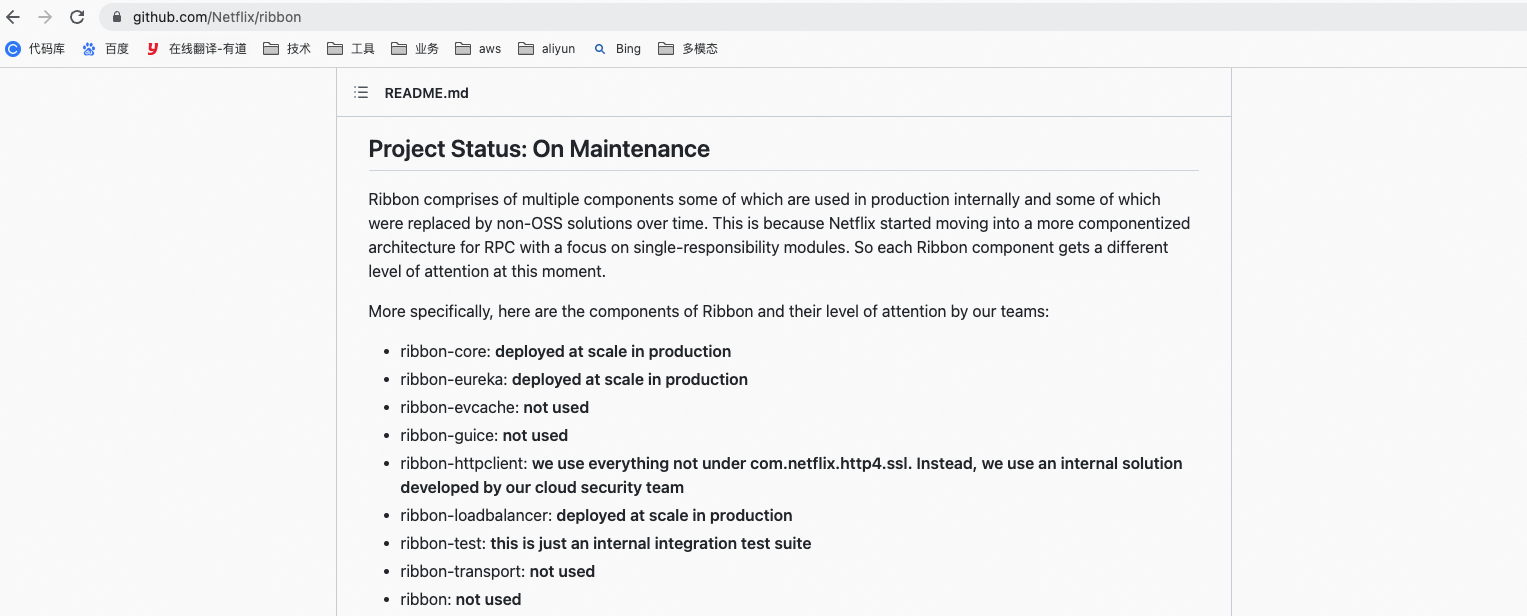 github.com/Netflix/ribbon
代码库 百度 在线翻译-有道 技术 工具 业务 aws aliyun Bing 多模态
README.md
Project Status: On Maintenance
Ribbon comprises of multiple components some of which are used in production internally and some of which
were replaced by non-OSS solutions over time. This is because Netflix started moving into a more componentized
architecture for RPC with a focus on single-responsibility modules. So each Ribbon component gets a different
level of attention at this moment.
More specifically, here are the components of Ribbon and their level of attention by our teams:
• ribbon-core: deployed at scale in production
• ribbon-eureka: deployed at scale in production
• ribbon-evcache: not used
• ribbon-guice: not used
• ribbon-httpclient: we use everything not under com.netflix.http4.ssl. Instead, we use an internal solution
developed by our cloud security team
• ribbon-loadbalancer: deployed at scale in production
• ribbon-test: this is just an internal integration test suite
• ribbon-transport: not used
• ribbon: not used